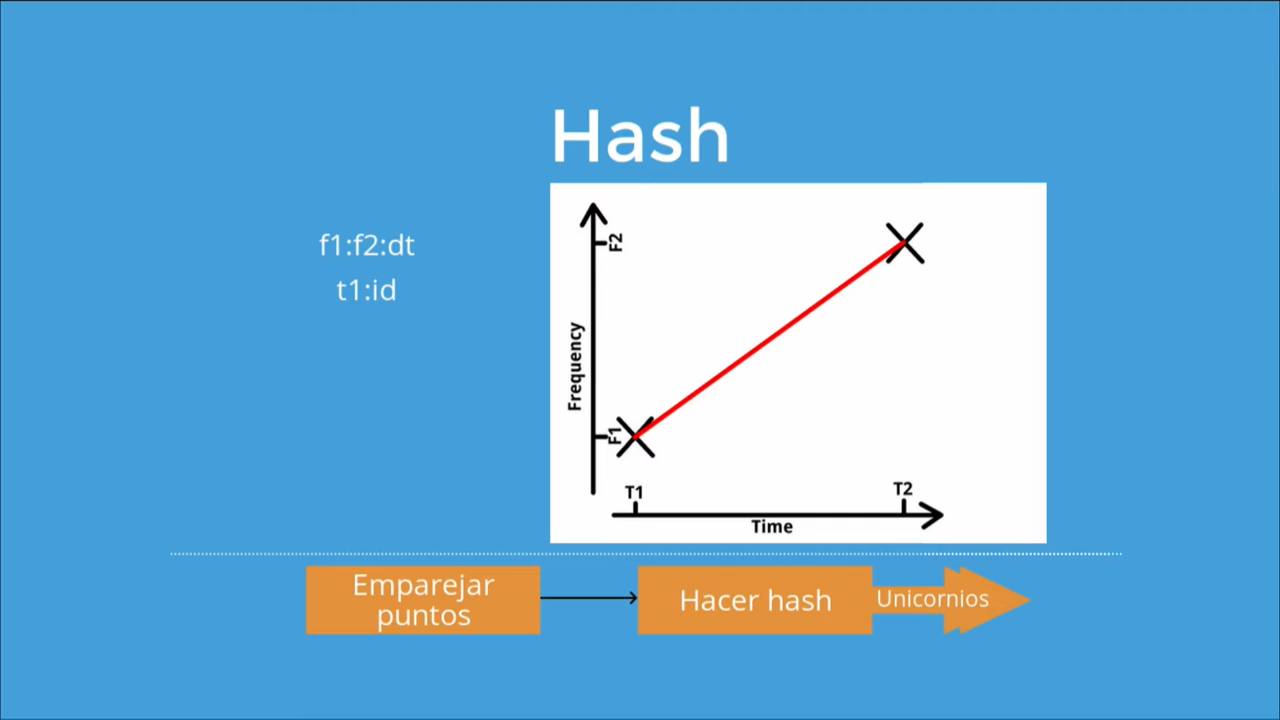 Hash
f1:f2:dt
t1:id
F2
Frequency
F1
T1
T2
Time
Emparejar
puntos
Hacer hash
Unicornios